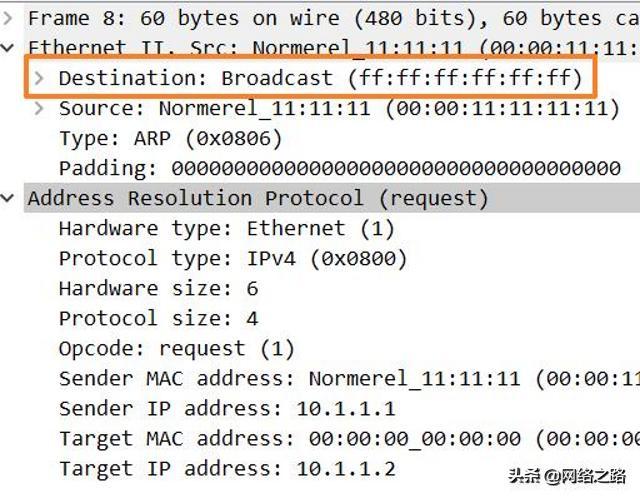 Frame 8: 60 bytes on wire (480 bits), 60 bytes ca
Ethernet II, Src: Normerel_11:11:11 (00:00:11:11:
Destination: Broadcast (ff:ff:ff:ff:ff:ff)
Source: Normerel_11:11:11 (00:00:11:11:11:11)
Type: ARP (0x0806)
Padding: 000000000000000000000000000000000000
Address Resolution Protocol (request)
Hardware type: Ethernet (1)
Protocol type: IPv4 (0x0800)
Hardware size: 6
Protocol size: 4
Opcode: request (1)
Sender MAC address: Normerel_11:11:11 (00:00:11
Sender IP address: 10.1.1.1
Target MAC address: 00:00:00_00:00:00 (00:00:00
Target IP address: 10.1.1.2
头条 @网络之路